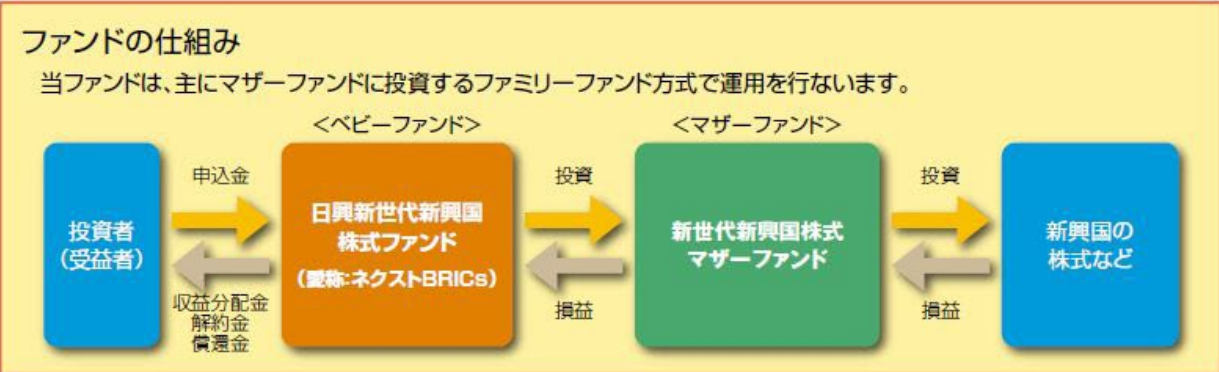 ファンドの仕組み
当ファンドは、主にマザーファンドに投資するファミリーファンド方式で運用を行ないます。
＜ベビーファンド＞
＜マザーファンド＞
投資者
（受益者）
申込金
収益分配金
解約金
償還金
日興新世代新興国
株式ファンド
（愛称:ネクストBRICs）
投資
損益
新世代新興国株式
マザーファンド
投資
損益
新興国の
株式など